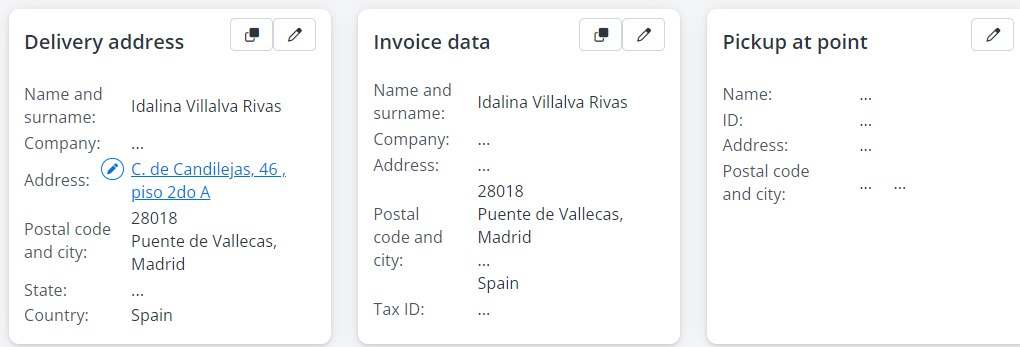 Delivery address
Name and surname: Idalina Villalva Rivas
Company: ...
Address: C. de Candilejas, 46 , piso 2do A
Postal code and city: 28018 Puente de Vallecas, Madrid
State: ...
Country: Spain
Invoice data
Name and surname: Idalina Villalva Rivas
Company: ...
Address: ...
Postal code and city: 28018 Puente de Vallecas, Madrid ... Spain
Tax ID: ...
Pickup at point
Name: ...
ID: ...
Address: ...
Postal code and city: ... ...